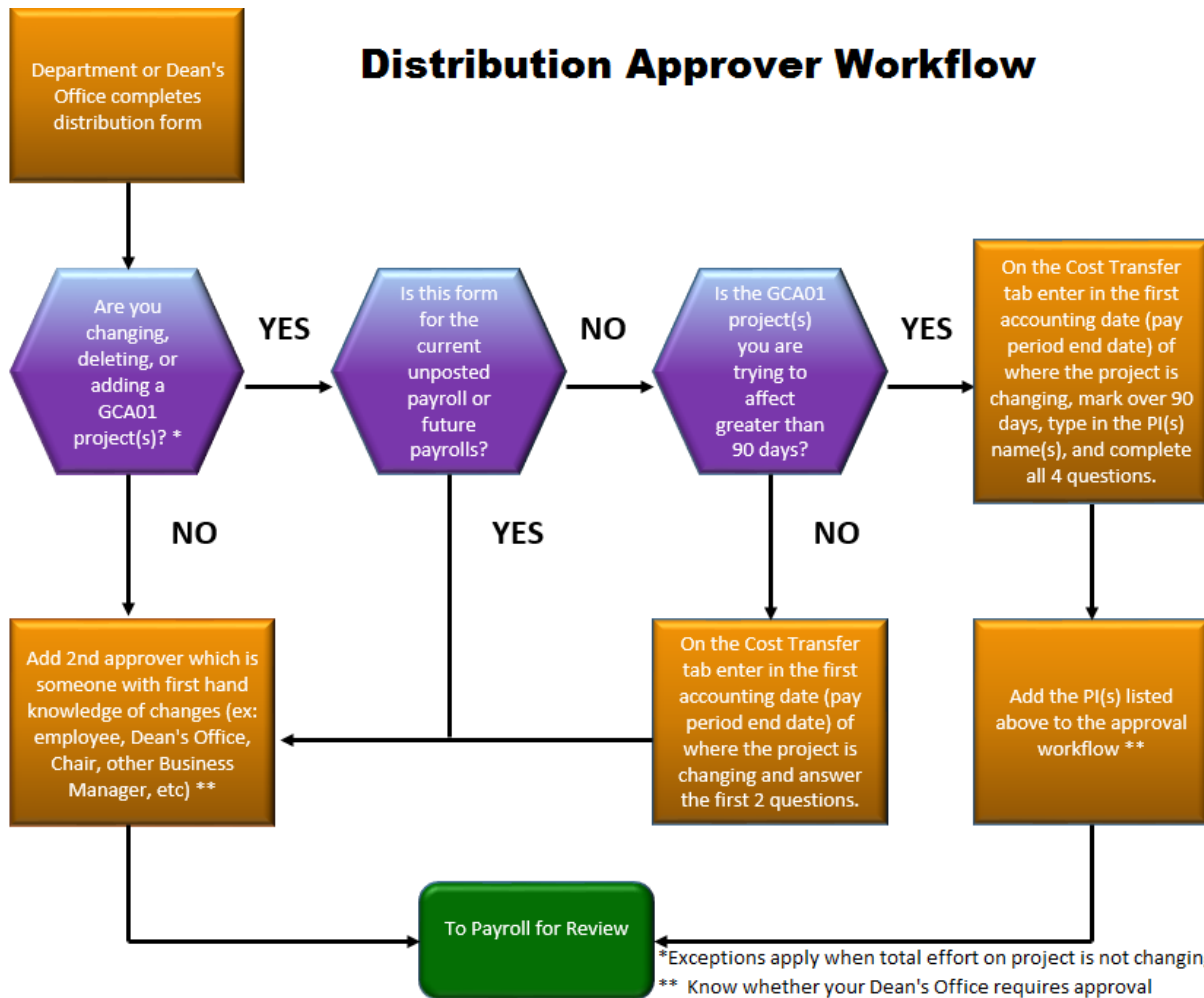 Distribution Approver Workflow
Department or Dean's
Office completes
distribution form
Are you
changing,
deleting, or
adding a
GCA01
project(s)? *
YES
Is this form
for the
current
unposted
payroll or
future
payrolls?
NO
Is the GCA01
project(s)
you are
trying to
affect
greater than
90 days?
YES
On the Cost Transfer
tab enter in the first
accounting date (pay
period end date) of
where the project is
changing, mark over 90
days, type in the PI(s)
name(s), and complete
all 4 questions.
NO
YES
NO
Add 2nd approver which is
someone with first hand
knowledge of changes (ex:
employee, Dean's Office,
Chair, other Business
Manager, etc) **
On the Cost Transfer
tab enter in the first
accounting date (pay
period end date) of
where the project is
changing and answer
the first 2 questions.
Add the PI(s) listed
above to the approval
workflow **
To Payroll for Review
*Exceptions apply when total effort on project is not changin
** Know whether your Dean's Office requires approval